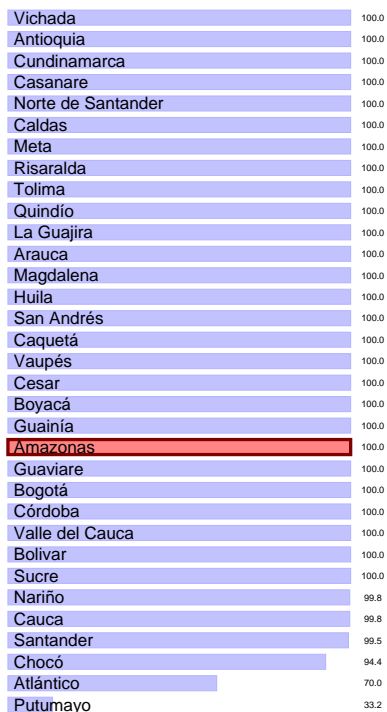 Vichada 100.0
Antioquia 100.0
Cundinamarca 100.0
Casanare 100.0
Norte de Santander 100.0
Caldas 100.0
Meta 100.0
Risaralda 100.0
Tolima 100.0
Quindío 100.0
La Guajira 100.0
Arauca 100.0
Magdalena 100.0
Huila 100.0
San Andrés 100.0
Caquetá 100.0
Vaupés 100.0
Cesar 100.0
Boyacá 100.0
Guainía 100.0
Amazonas 100.0
Guaviare 100.0
Bogotá 100.0
Córdoba 100.0
Valle del Cauca 100.0
Bolivar 100.0
Sucre 100.0
Nariño 99.8
Cauca 99.8
Santander 99.5
Chocó 94.4
Atlántico 70.0
Putumayo 33.2